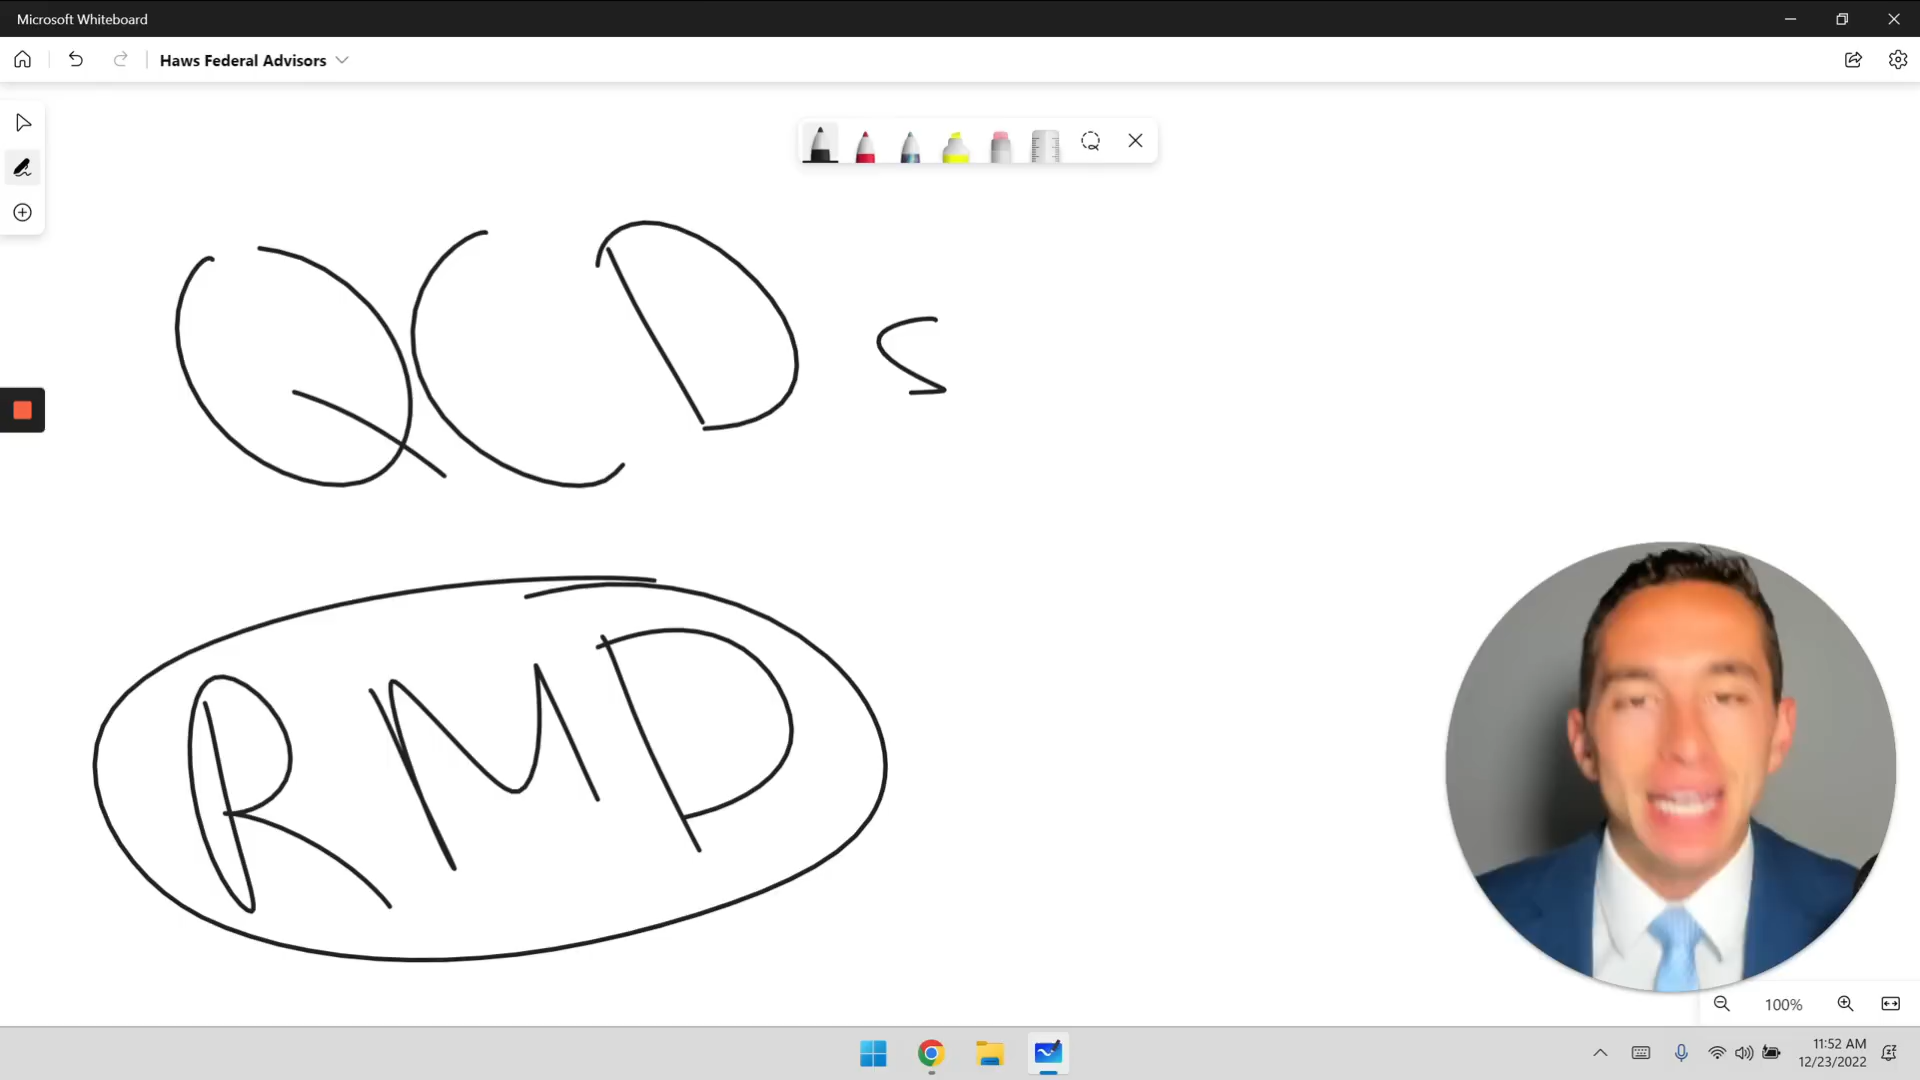 Microsoft Whiteboard
Haws Federal Advisors
QCDs
RMD
100%
11:52 AM
12/23/2022